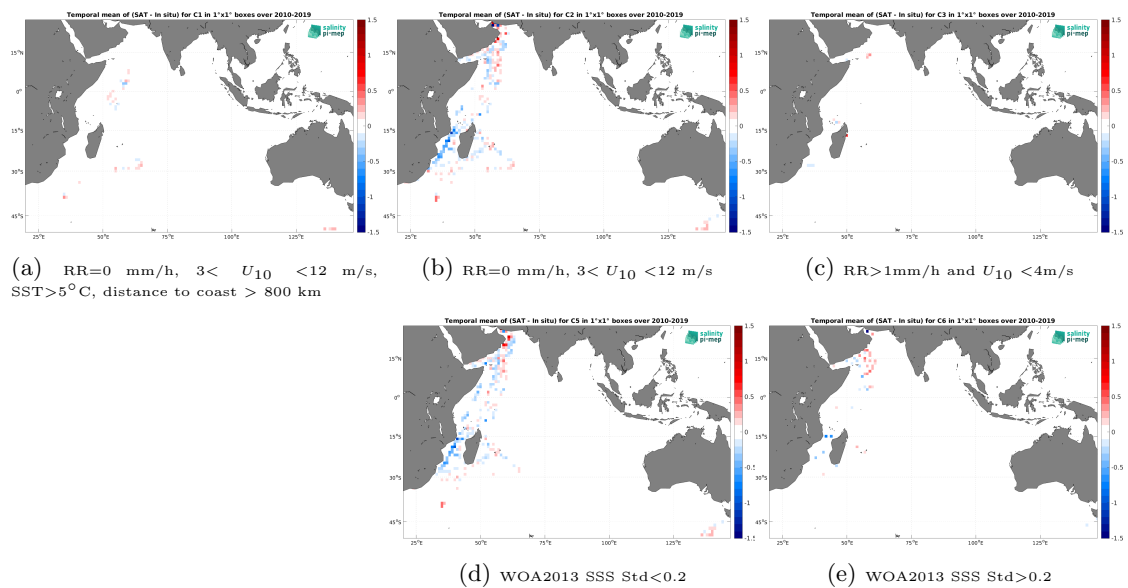 Temporal mean of (SAT - In situ) for C1 in 1°x1° boxes over 2010-2019
salinity
pi-mep
15°N
0°
15°S
30°S
45°S
25°E 50°E 75°E 100°E 125°E
1.5
1
0.5
0
-0.5
-1
-1.5
(a) RR=0 mm/h, 3< U10 <12 m/s,
SST>5°C, distance to coast > 800 km
Temporal mean of (SAT - In situ) for C2 in 1°x1° boxes over 2010-2019
salinity
pi-mep
15°N
0°
15°S
30°S
45°S
25°E 50°E 75°E 100°E 125°E
1.5
1
0.5
0
-0.5
-1
-1.5
(b) RR=0 mm/h, 3< U10 <12 m/s
Temporal mean of (SAT - In situ) for C3 in 1°x1° boxes over 2010-2019
salinity
pi-mep
15°N
0°
15°S
30°S
45°S
25°E 50°E 75°E 100°E 125°E
1.5
1
0.5
0
-0.5
-1
-1.5
(c) RR>1mm/h and U10 <4m/s
Temporal mean of (SAT - In situ) for C5 in 1°x1° boxes over 2010-2019
salinity
pi-mep
15°N
0°
15°S
30°S
45°S
25°E 50°E 75°E 100°E 125°E
1.5
1
0.5
0
-0.5
-1
-1.5
(d) WOA2013 SSS Std<0.2
Temporal mean of (SAT - In situ) for C6 in 1°x1° boxes over 2010-2019
salinity
pi-mep
15°N
0°
15°S
30°S
45°S
25°E 50°E 75°E 100°E 125°E
1.5
1
0.5
0
-0.5
-1
-1.5
(e) WOA2013 SSS Std>0.2